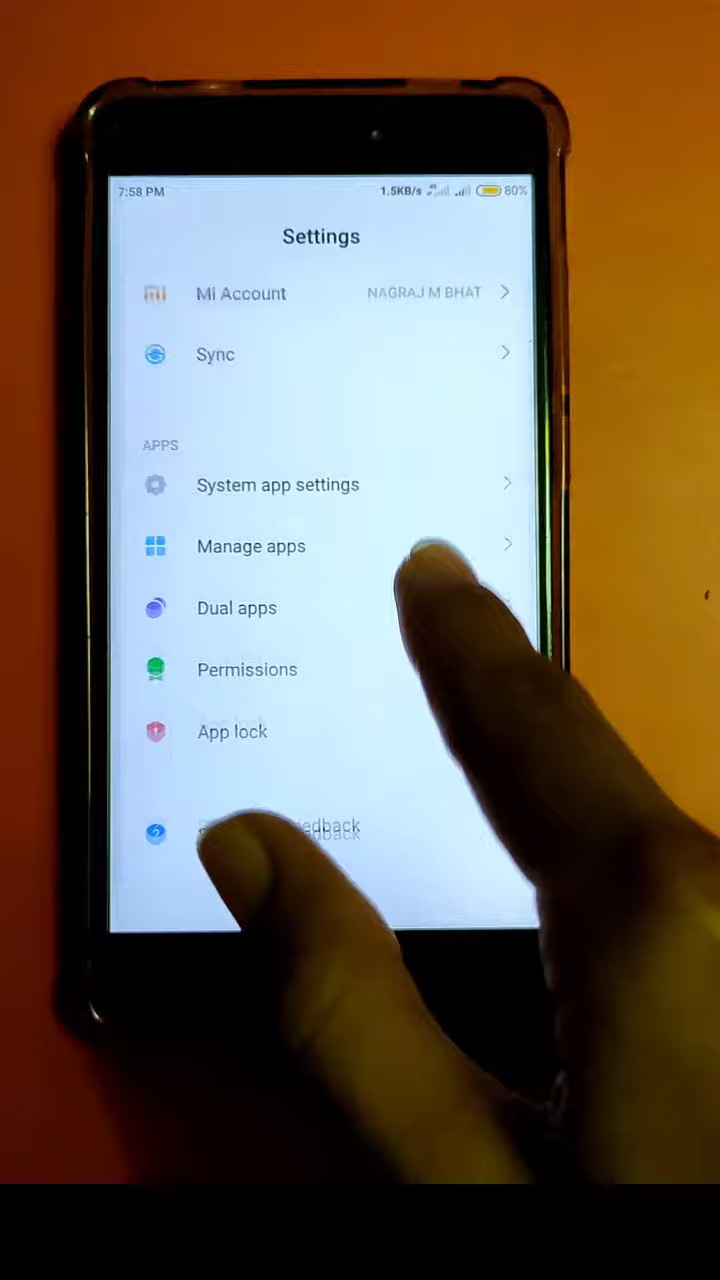 7:58 PM 1.5KB/s 80%
Settings
Mi Account NAGRAJ M BHAT
Sync
APPS
System app settings
Manage apps
Dual apps
Permissions
App lock